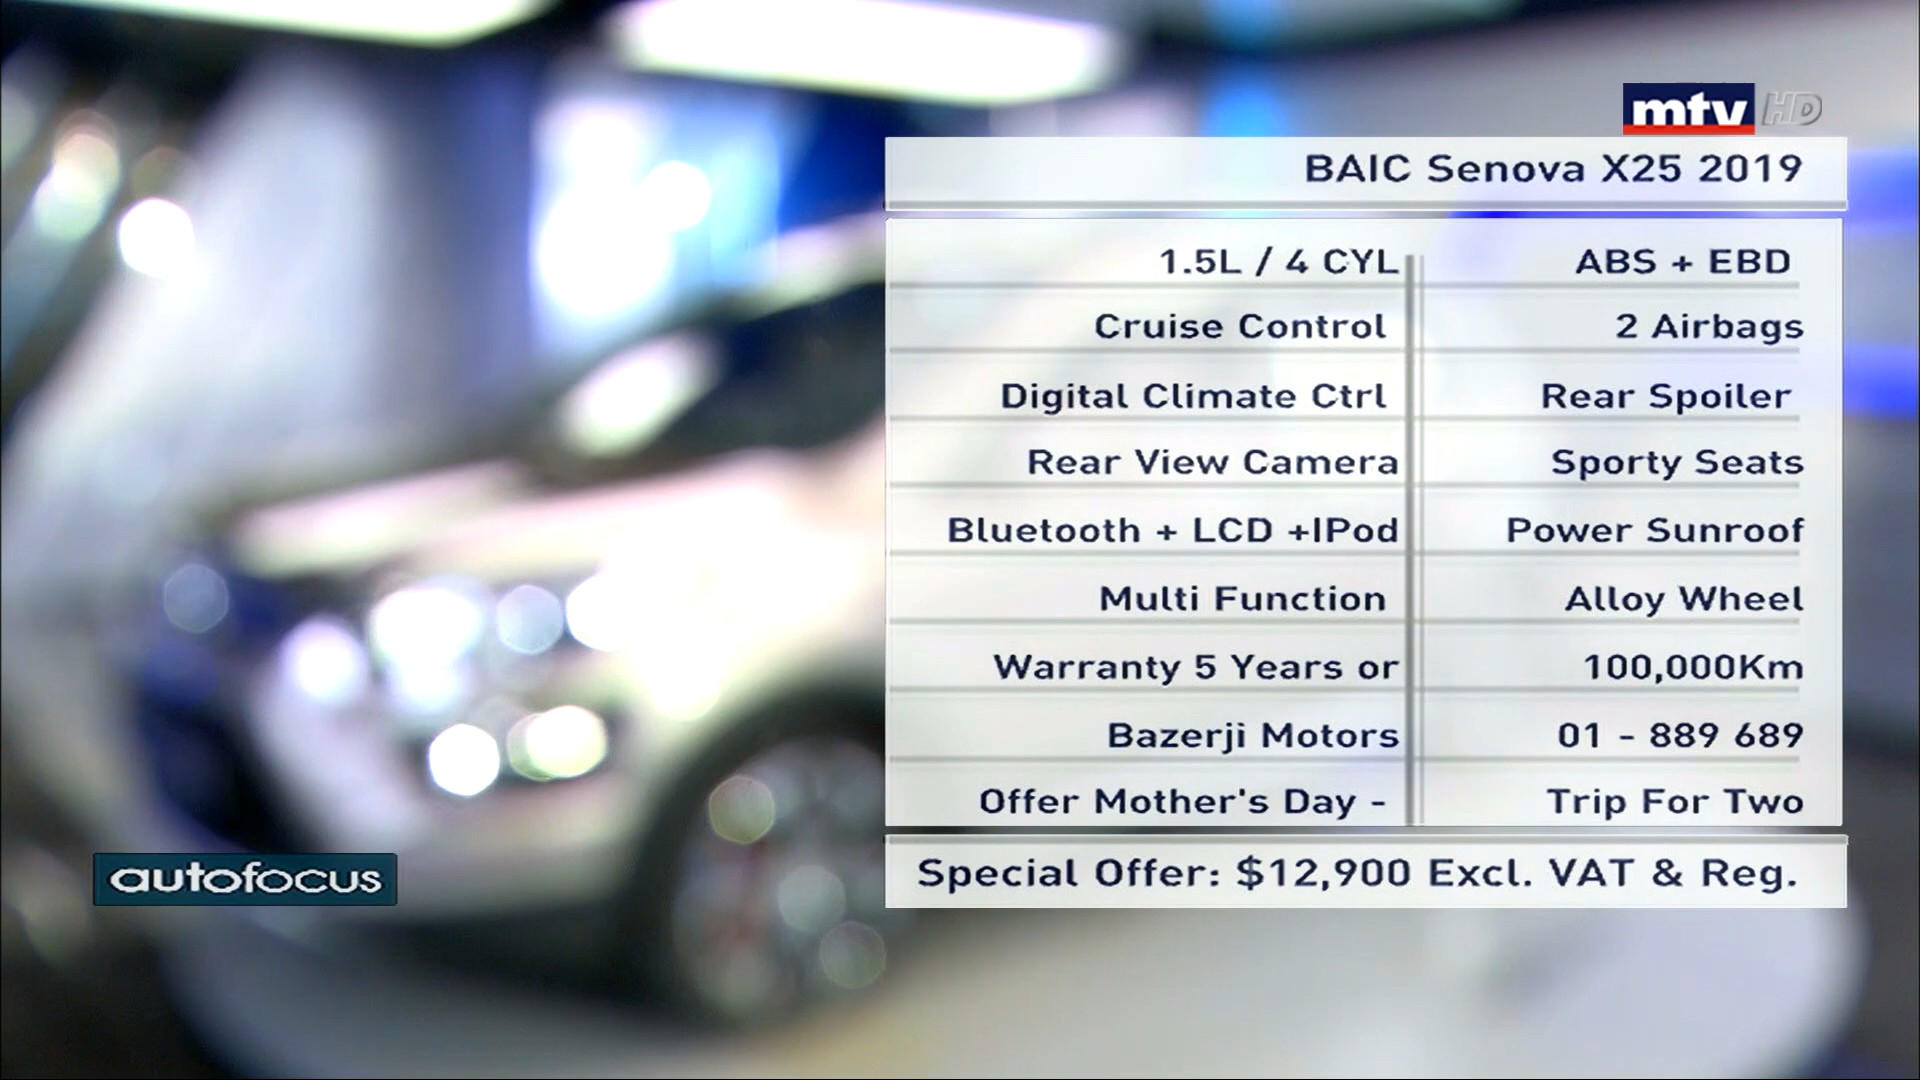 mtv HD
BAIC Senova X25 2019
1.5L / 4 CYL ABS + EBD
Cruise Control 2 Airbags
Digital Climate Ctrl Rear Spoiler
Rear View Camera Sporty Seats
Bluetooth + LCD +IPod Power Sunroof
Multi Function Alloy Wheel
Warranty 5 Years or 100,000Km
Bazerji Motors 01 - 889 689
Offer Mother's Day - Trip For Two
Special Offer: $12,900 Excl. VAT & Reg.
autofocus